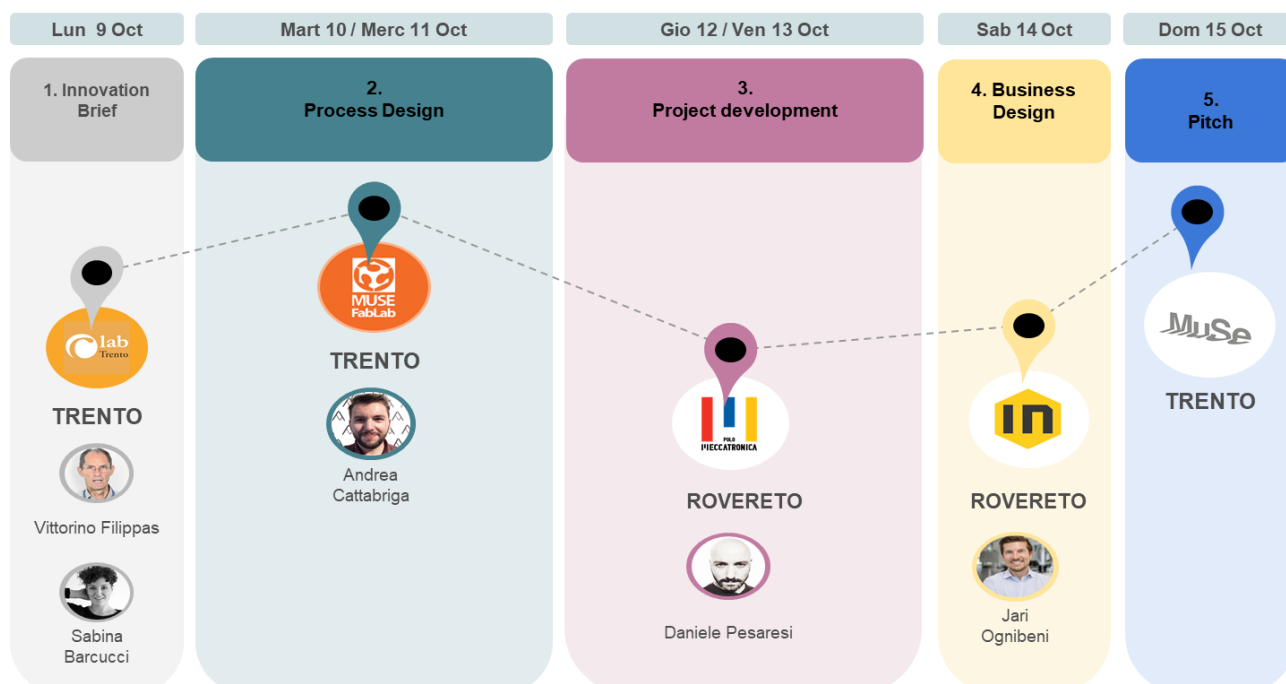 Lun 9 Oct
Mart 10 / Merc 11 Oct
Gio 12 / Ven 13 Oct
Sab 14 Oct
Dom 15 Oct
1. Innovation
Brief
2.
Process Design
3.
Project development
4. Business
Design
5.
Pitch
lab
Trento
TRENTO
Vittorino Filippas
Sabina
Barcucci
MUSE
FabLab
TRENTO
Andrea
Cattabriga
POLO
MECCATRONICA
ROVERETO
Daniele Pesaresi
IN
ROVERETO
Jari
Ognibeni
MUSe
TRENTO